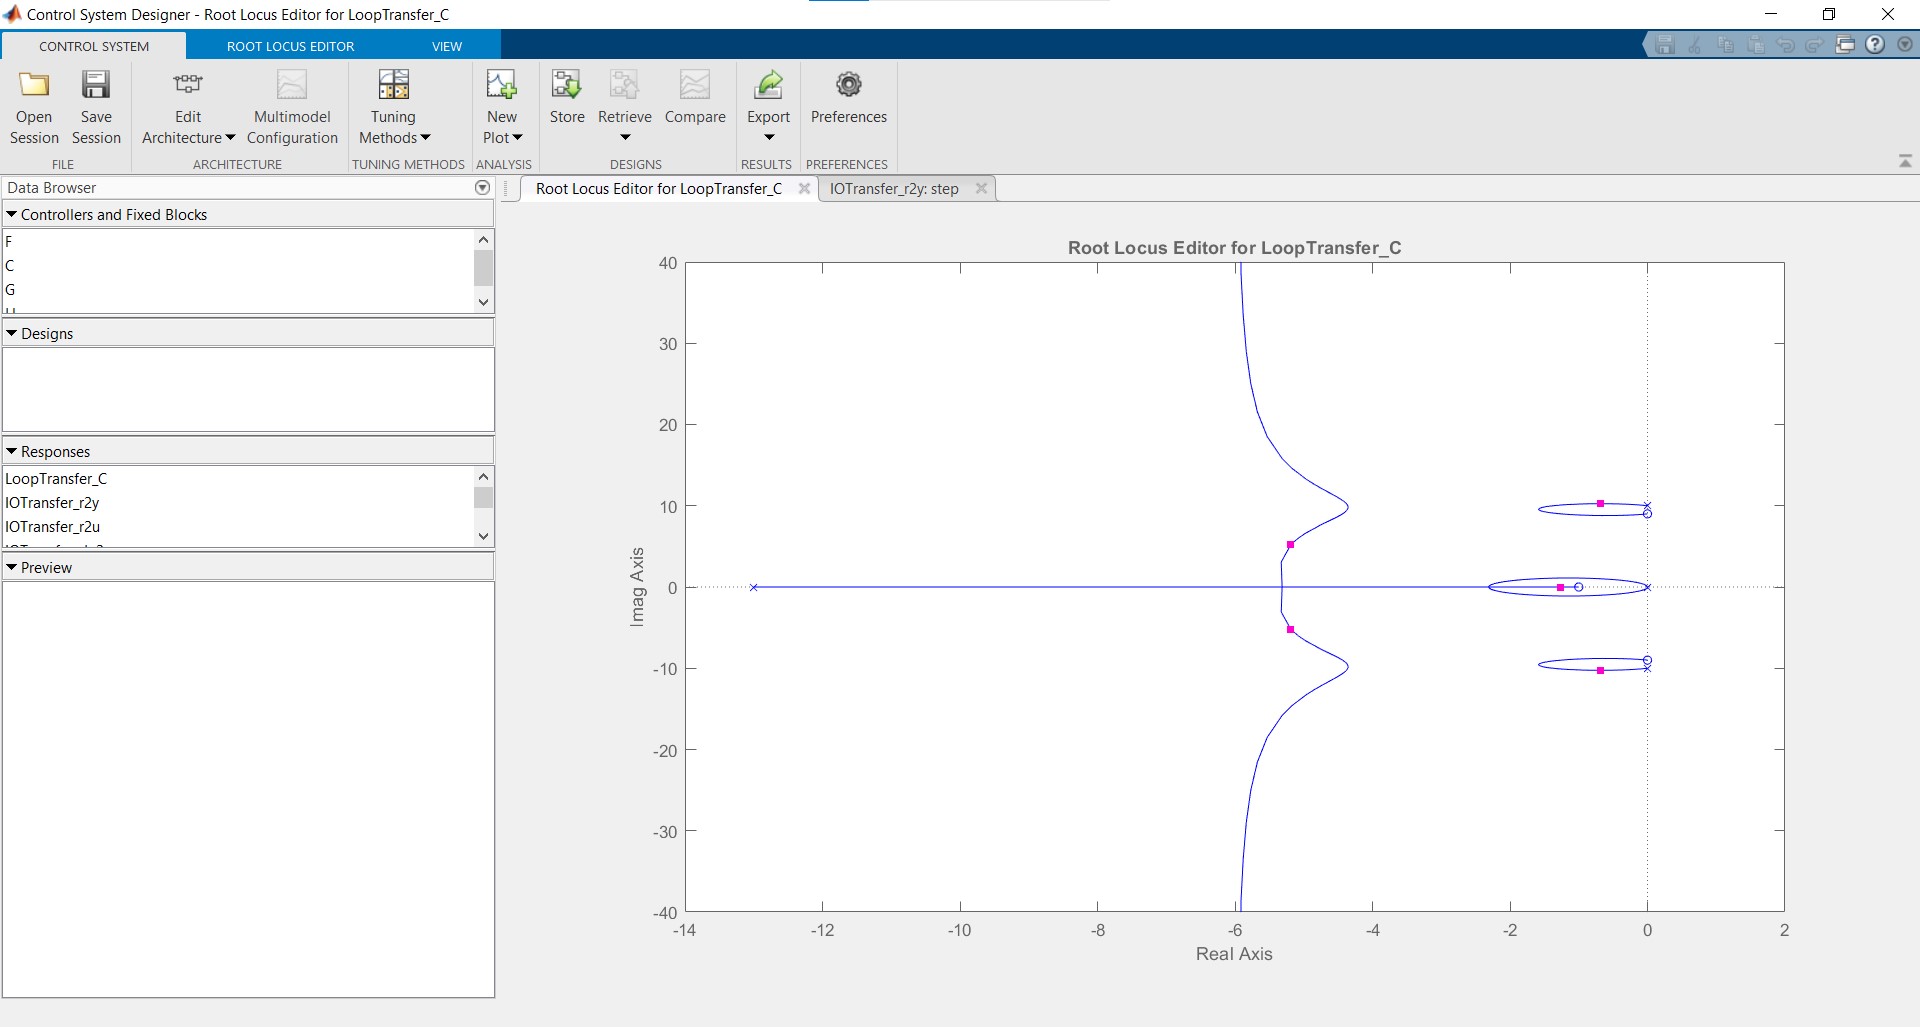 Control System Designer - Root Locus Editor for LoopTransfer_C
CONTROL SYSTEM
ROOT LOCUS EDITOR
VIEW
Open Session
Save Session
Edit Architecture
Multimodel Configuration
Tuning Methods
New Plot
Store
Retrieve
Compare
Export
Preferences
FILE
ARCHITECTURE
TUNING METHODS
ANALYSIS
DESIGNS
RESULTS
PREFERENCES
Data Browser
Controllers and Fixed Blocks
F
C
G
Designs
Responses
LoopTransfer_C
IOTransfer_r2y
IOTransfer_r2u
Preview
Root Locus Editor for LoopTransfer_C
IOTransfer_r2y: step
Root Locus Editor for LoopTransfer_C
40
30
20
10
0
-10
-20
-30
-40
Imag Axis
-14
-12
-10
-8
-6
-4
-2
0
2
Real Axis